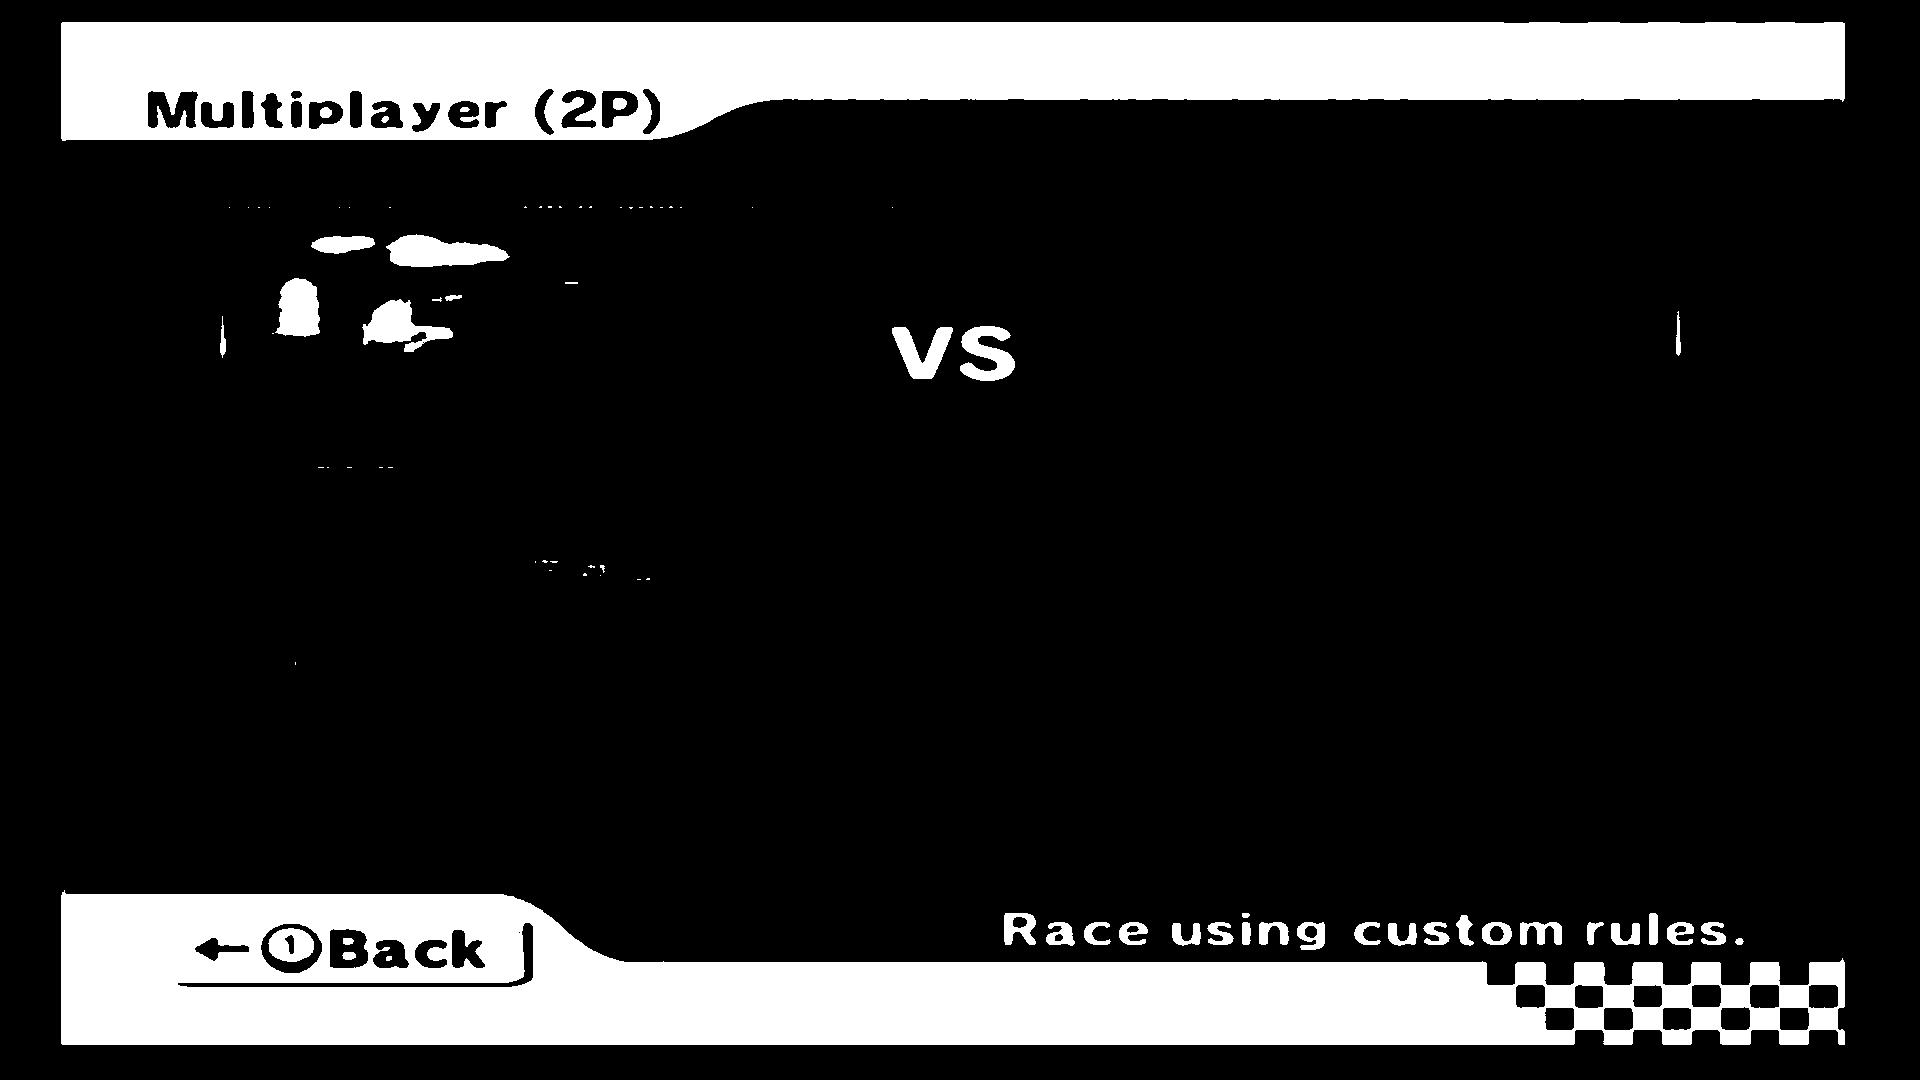 Multiplayer (2P)
VS
Race using custom rules.
←①Back